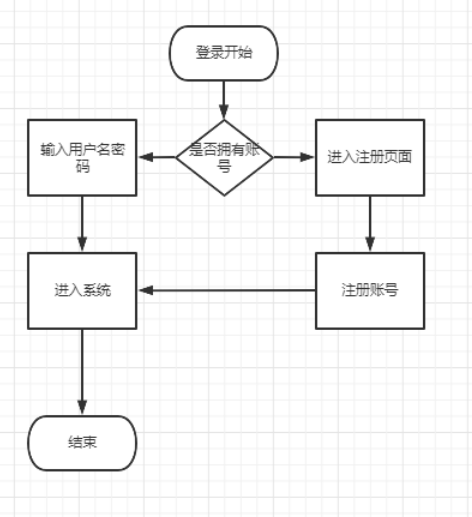 登录开始
输入用户名密
码
是否拥有账
号
进入注册页面
进入系统
注册账号
结束